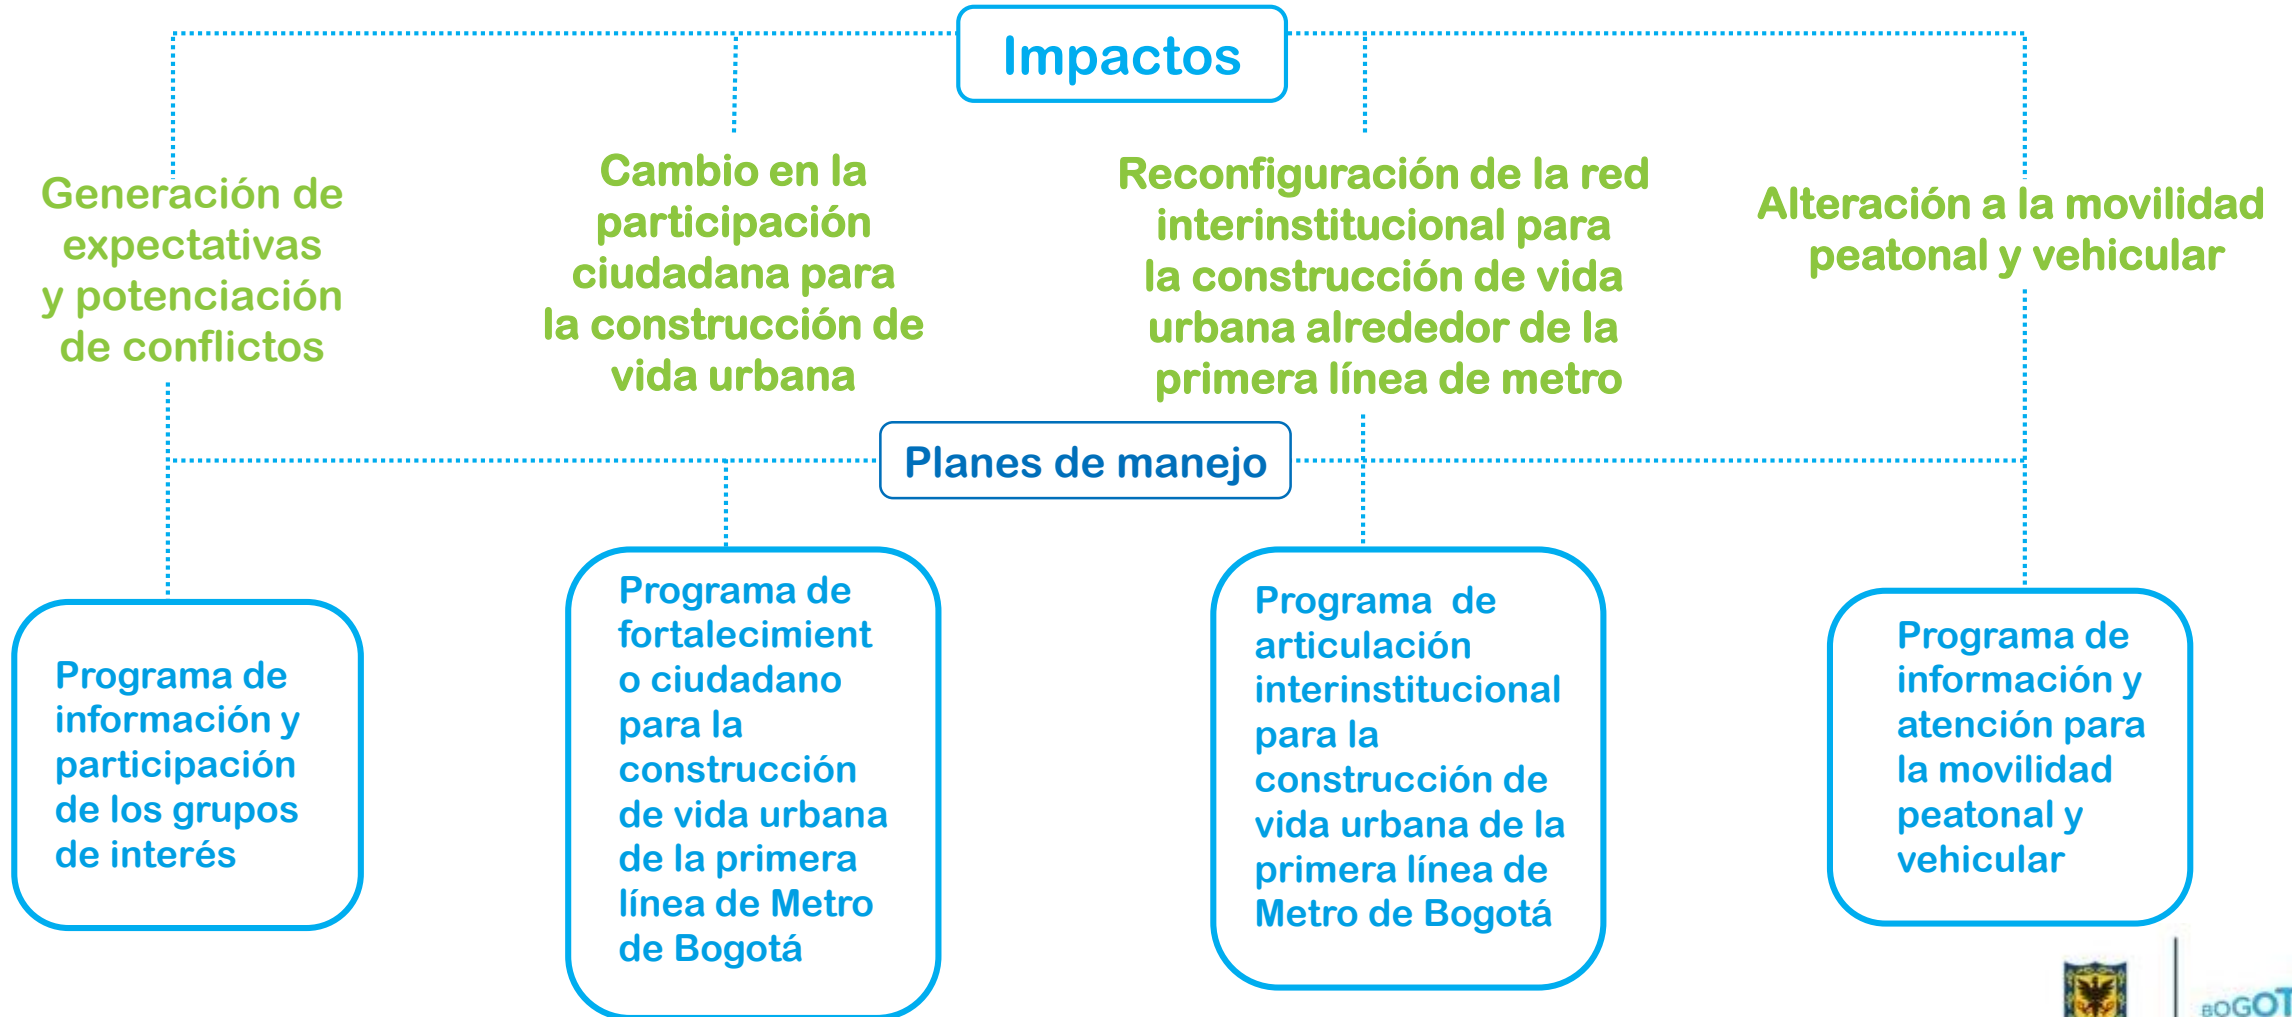 Impactos
Generación de
expectativas
y potenciación
de conflictos
Cambio en la
participación
ciudadana para
la construcción de
vida urbana
Reconfiguración de la red
interinstitucional para
la construcción de vida
urbana alrededor de la
primera línea de metro
Alteración a la movilidad
peatonal y vehicular
Planes de manejo
Programa de
información y
participación
de los grupos
de interés
Programa de
fortalecimient
o ciudadano
para la
construcción
de vida urbana
de la primera
línea de Metro
de Bogotá
Programa de
articulación
interinstitucional
para la
construcción de
vida urbana de la
primera línea de
Metro de Bogotá
Programa de
información y
atención para
la movilidad
peatonal y
vehicular
BOGOT